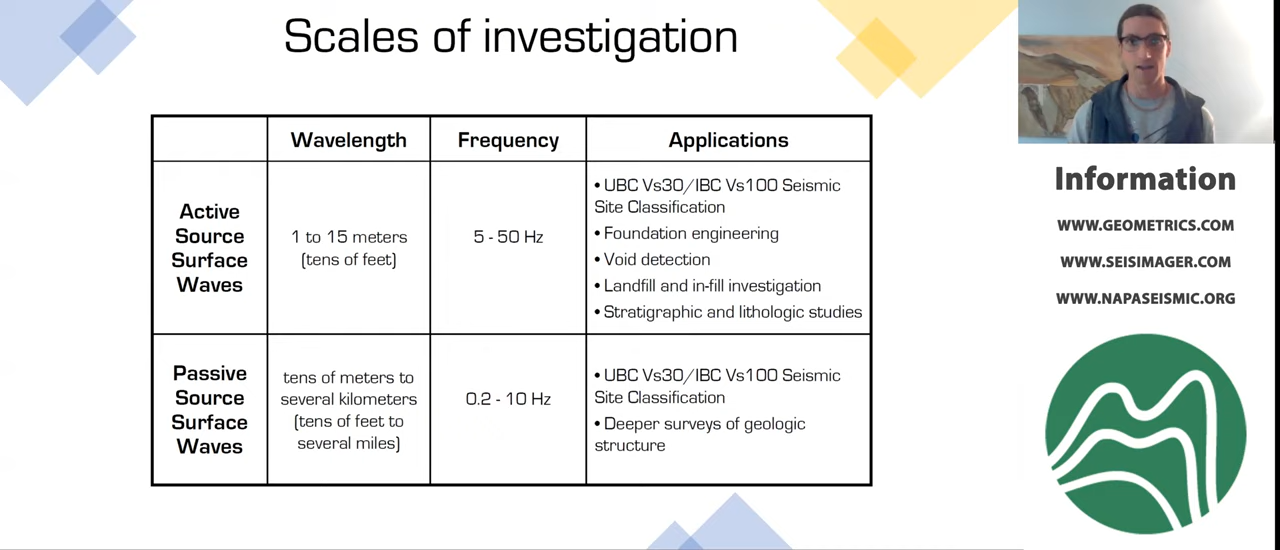 Scales of investigation
Wavelength
Frequency
Applications
Active
Source
Surface
Waves
1 to 15 meters
(tens of feet)
5 - 50 Hz
• UBC Vs30/IBC Vs100 Seismic
Site Classification
• Foundation engineering
• Void detection
• Landfill and in-fill investigation
• Stratigraphic and lithologic studies
Passive
Source
Surface
Waves
tens of meters to
several kilometers
(tens of feet to
several miles)
0.2 - 10 Hz
• UBC Vs30/IBC Vs100 Seismic
Site Classification
• Deeper surveys of geologic
structure
Information
WWW.GEOMETRICS.COM
WWW.SEISIMAGER.COM
WWW.NAPASEISMIC.ORG